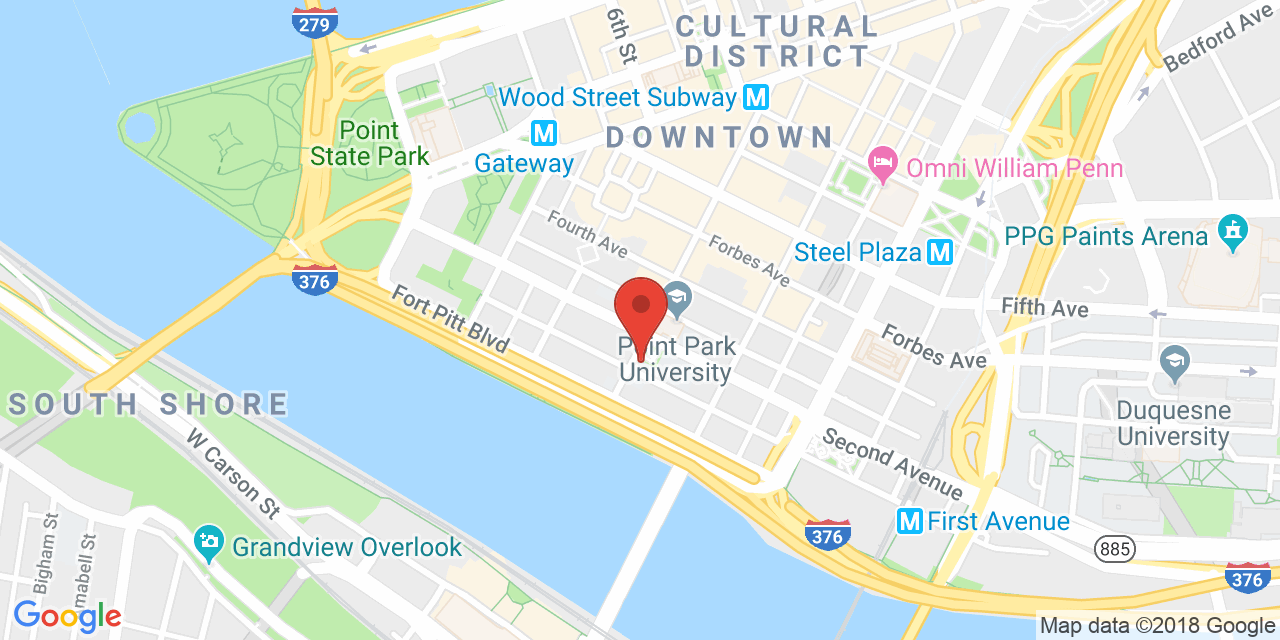 279
6th St
CULTURAL
DISTRICT
Bedford Ave
Wood Street Subway M
M
Gateway
DOWNTOWN
Point
State Park
Omni William Penn
Fourth Ave
Forbes Ave
Steel Plaza M
PPG Paints Arena
376
Fort Pitt Blvd
Fifth Ave
Forbes Ave
Point Park
University
SOUTH SHORE
Duquesne
University
W Carson St
Second Avenue
M First Avenue
376
885
Grandview Overlook
Bigham St
376
Google
Map data ©2018 Google